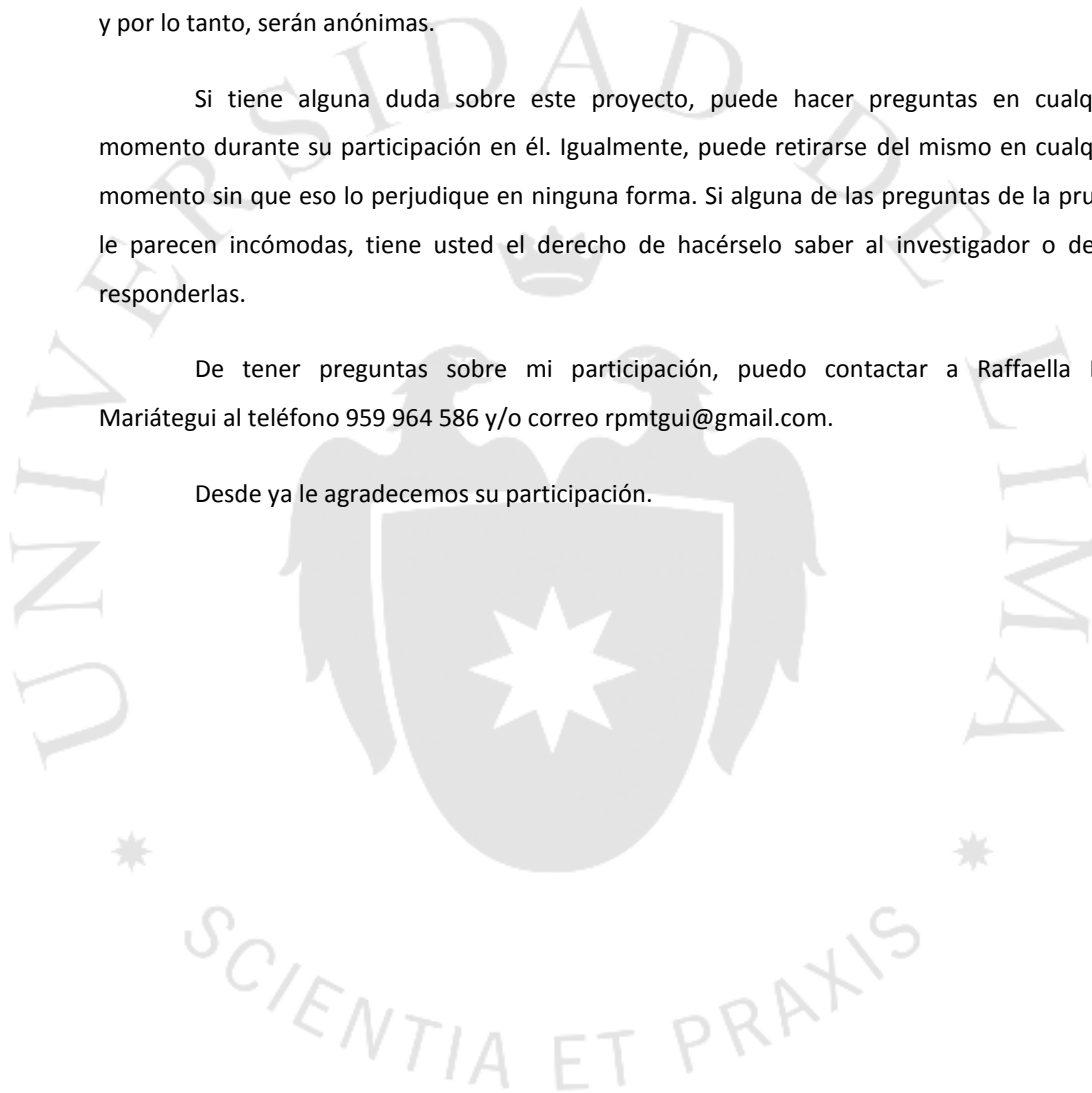 y por lo tanto, serán anónimas.
Si tiene alguna duda sobre este proyecto, puede hacer preguntas en cualq
momento durante su participación en él. Igualmente, puede retirarse del mismo en cualq
momento sin que eso lo perjudique en ninguna forma. Si alguna de las preguntas de la pru
le parecen incómodas, tiene usted el derecho de hacérselo saber al investigador o de
responderlas.
De tener preguntas sobre mi participación, puedo contactar a Raffaella
Mariátegui al teléfono 959 964 586 y/o correo rpmtgui@gmail.com.
Desde ya le agradecemos su participación.
UNIVERSIDAD DE LIMA
SCIENTIA ET PRAXIS